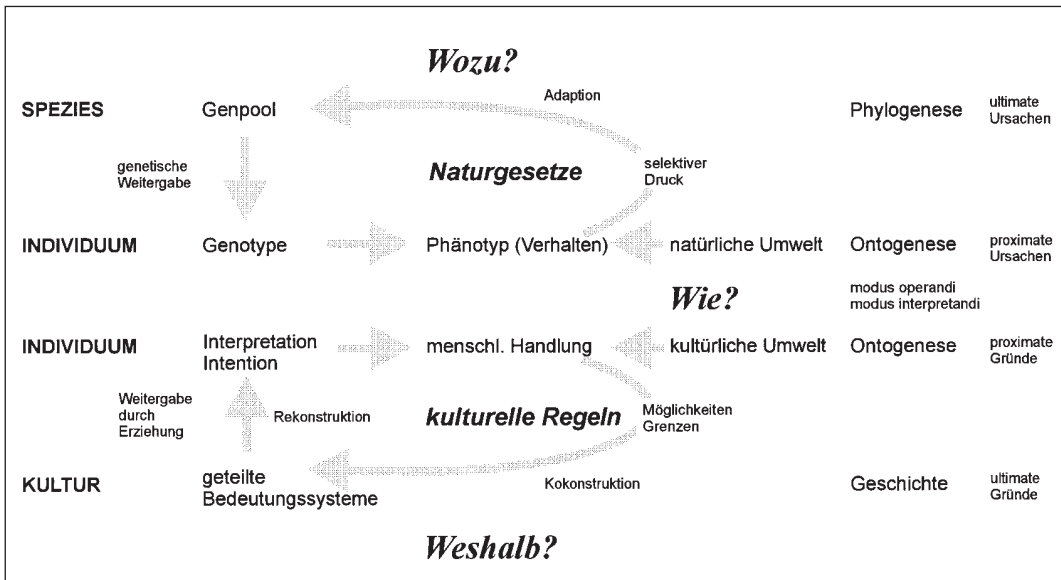 Wozu?
Adaption
SPEZIES Genpool Phylogenese ultimate
Ursachen
genetische
Weitergabe
Naturgesetze
selektiver
Druck
INDIVIDUUM Genotype Phänotyp (Verhalten) natürliche Umwelt Ontogenese proximate
Ursachen
Wie?
modus operandi
modus interpretandi
INDIVIDUUM Interpretation
Intention
menschl. Handlung kultürliche Umwelt Ontogenese proximate
Gründe
Weitergabe
durch
Erziehung
Rekonstruktion
kulturelle Regeln
Möglichkeiten
Grenzen
KULTUR geteilte
Bedeutungssysteme
Kokonstruktion
Geschichte ultimate
Gründe
Weshalb?